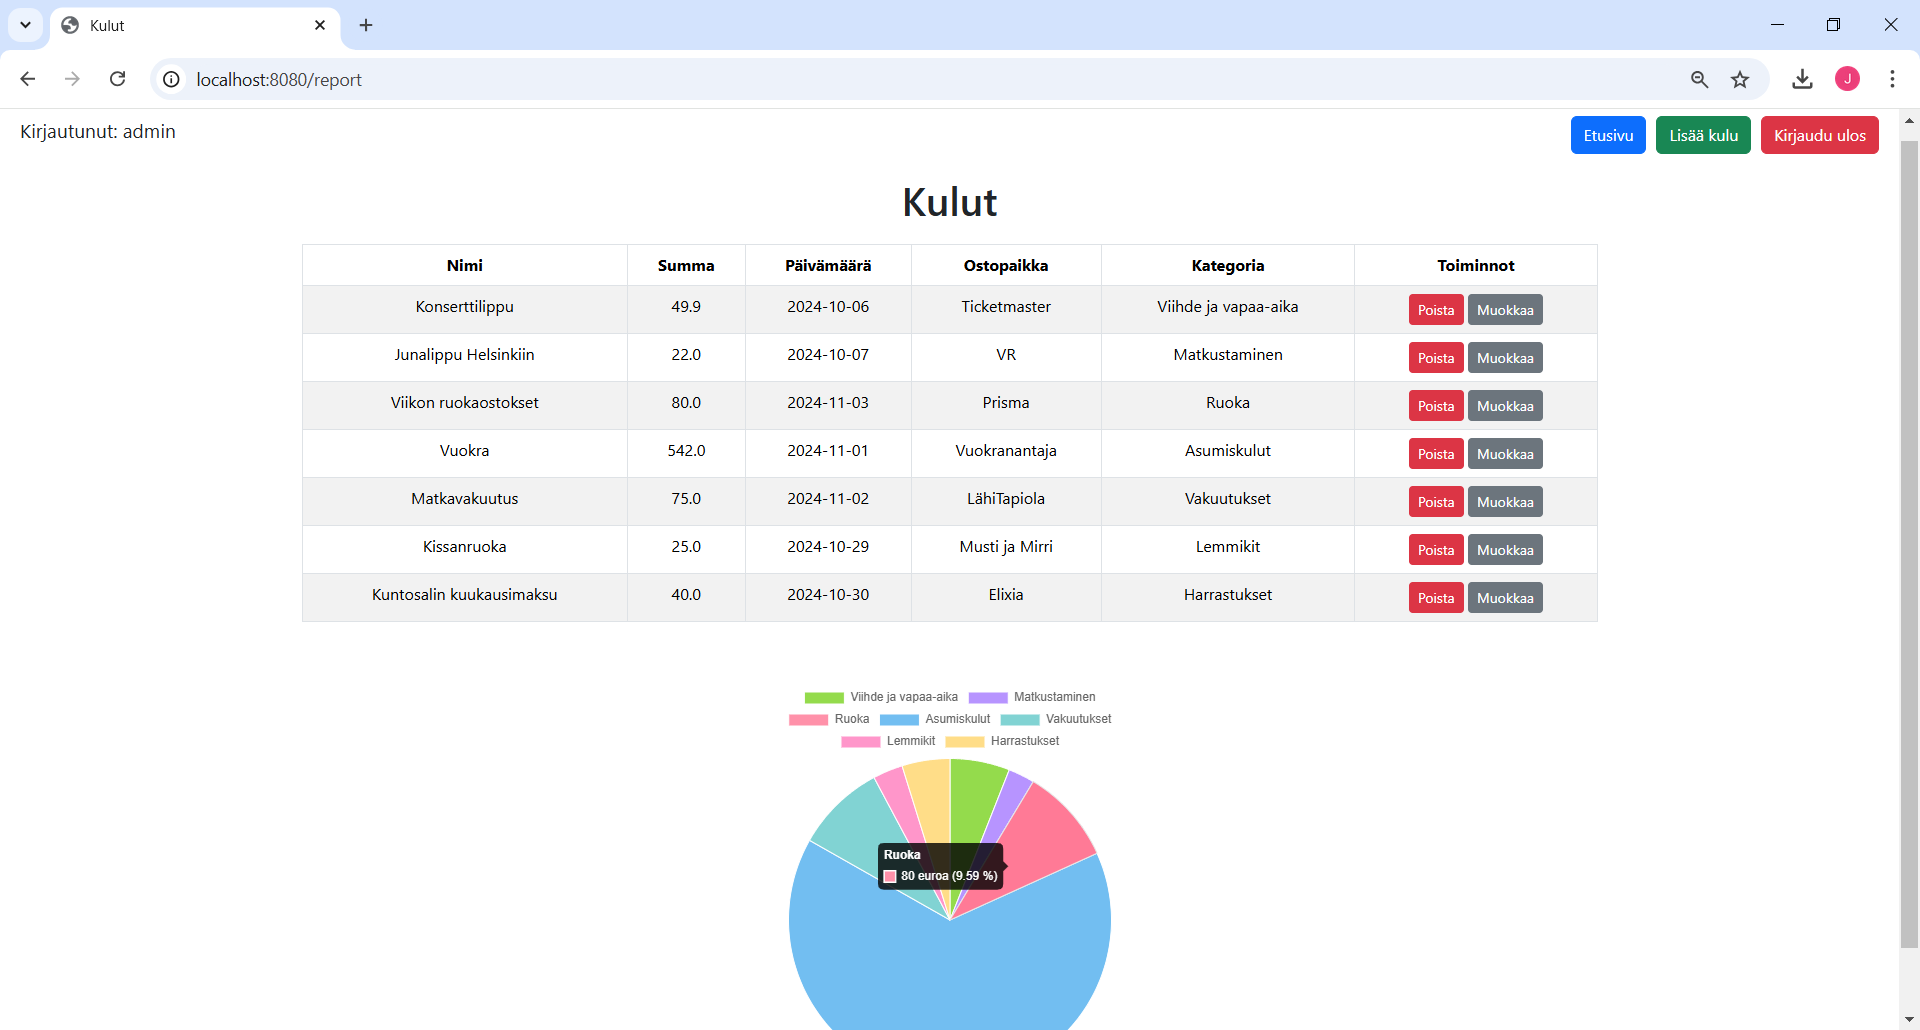 Kulut
localhost:8080/report
J
Kirjautunut: admin
Etusivu Lisää kulu Kirjaudu ulos
Kulut
Nimi Summa Päivämäärä Ostopaikka Kategoria Toiminnot
Konserttilippu 49.9 2024-10-06 Ticketmaster Viihde ja vapaa-aika Poista Muokkaa
Junalippu Helsinkiin 22.0 2024-10-07 VR Matkustaminen Poista Muokkaa
Viikon ruokaostokset 80.0 2024-11-03 Prisma Ruoka Poista Muokkaa
Vuokra 542.0 2024-11-01 Vuokranantaja Asumiskulut Poista Muokkaa
Matkavakuutus 75.0 2024-11-02 LähiTapiola Vakuutukset Poista Muokkaa
Kissanruoka 25.0 2024-10-29 Musti ja Mirri Lemmikit Poista Muokkaa
Kuntosalin kuukausimaksu 40.0 2024-10-30 Elixia Harrastukset Poista Muokkaa
Viihde ja vapaa-aika Matkustaminen
Ruoka Asumiskulut Vakuutukset
Lemmikit Harrastukset
Ruoka
80 euroa (9.59 %)